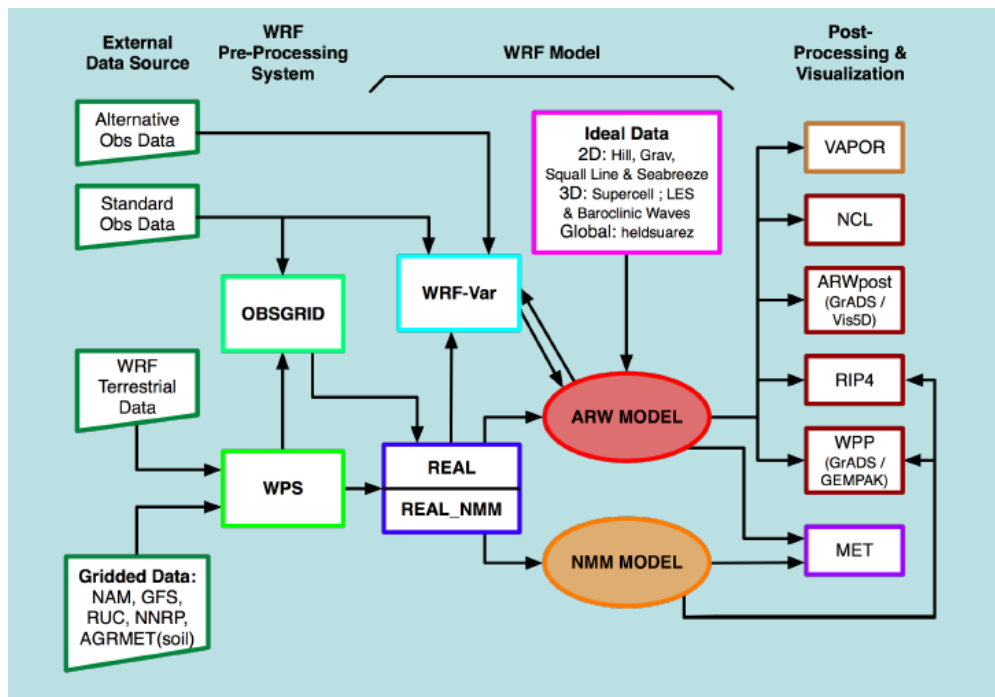 External
Data Source
WRF
Pre-Processing
System
WRF Model
Post-
Processing &
Visualization
Alternative
Obs Data
Standard
Obs Data
WRF
Terrestrial
Data
Gridded Data:
NAM, GFS,
RUC, NNRP,
AGRMET(soil)
OBSGRID
WPS
WRF-Var
REAL
REAL_NMM
Ideal Data
2D: Hill, Grav,
Squall Line & Seabreeze
3D: Supercell ; LES
& Baroclinic Waves
Global: heldsuarez
ARW MODEL
NMM MODEL
VAPOR
NCL
ARWpost
(GrADS /
Vis5D)
RIP4
WPP
(GrADS /
GEMPAK)
MET